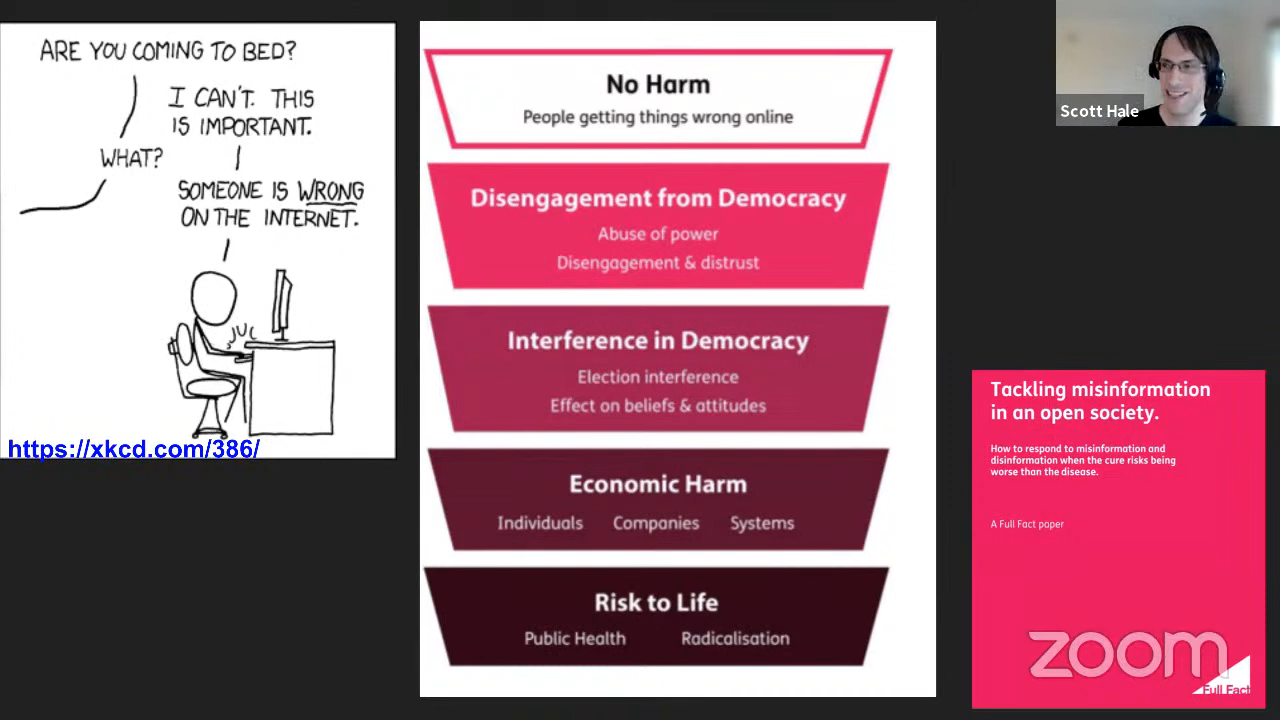 ARE YOU COMING TO BED?
I CAN'T. THIS
IS IMPORTANT.
WHAT?
SOMEONE IS WRONG
ON THE INTERNET.
https://xkcd.com/386/
No Harm
People getting things wrong online
Disengagement from Democracy
Abuse of power
Disengagement & distrust
Interference in Democracy
Election interference
Effect on beliefs & attitudes
Economic Harm
Individuals Companies Systems
Risk to Life
Public Health Radicalisation
Scott Hale
Tackling misinformation
in an open society.
How to respond to misinformation and
disinformation when the cure risks being
worse than the disease.
A Full Fact paper
zoom
Full Fact